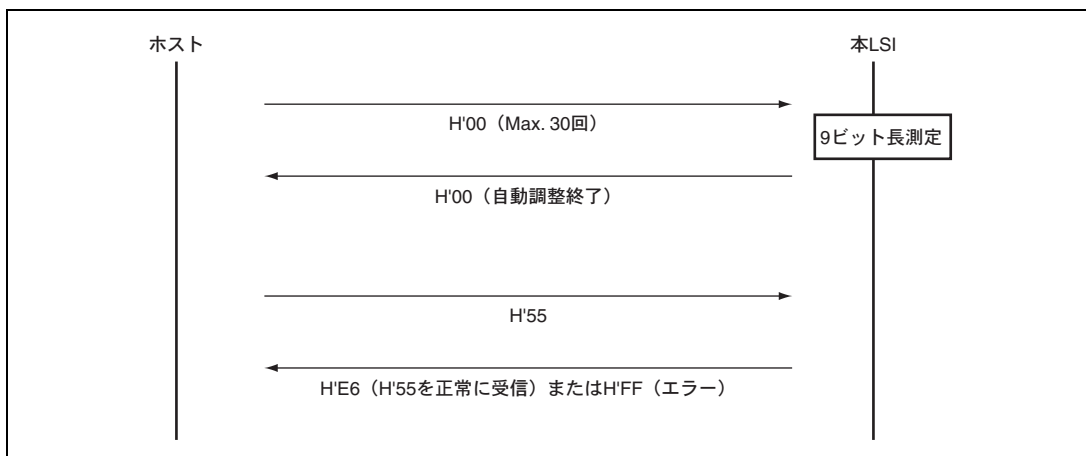 ホスト
本LSI
H'00（Max. 30回）
9ビット長測定
H'00（自動調整終了）
H'55
H'E6（H'55を正常に受信）またはH'FF（エラー）